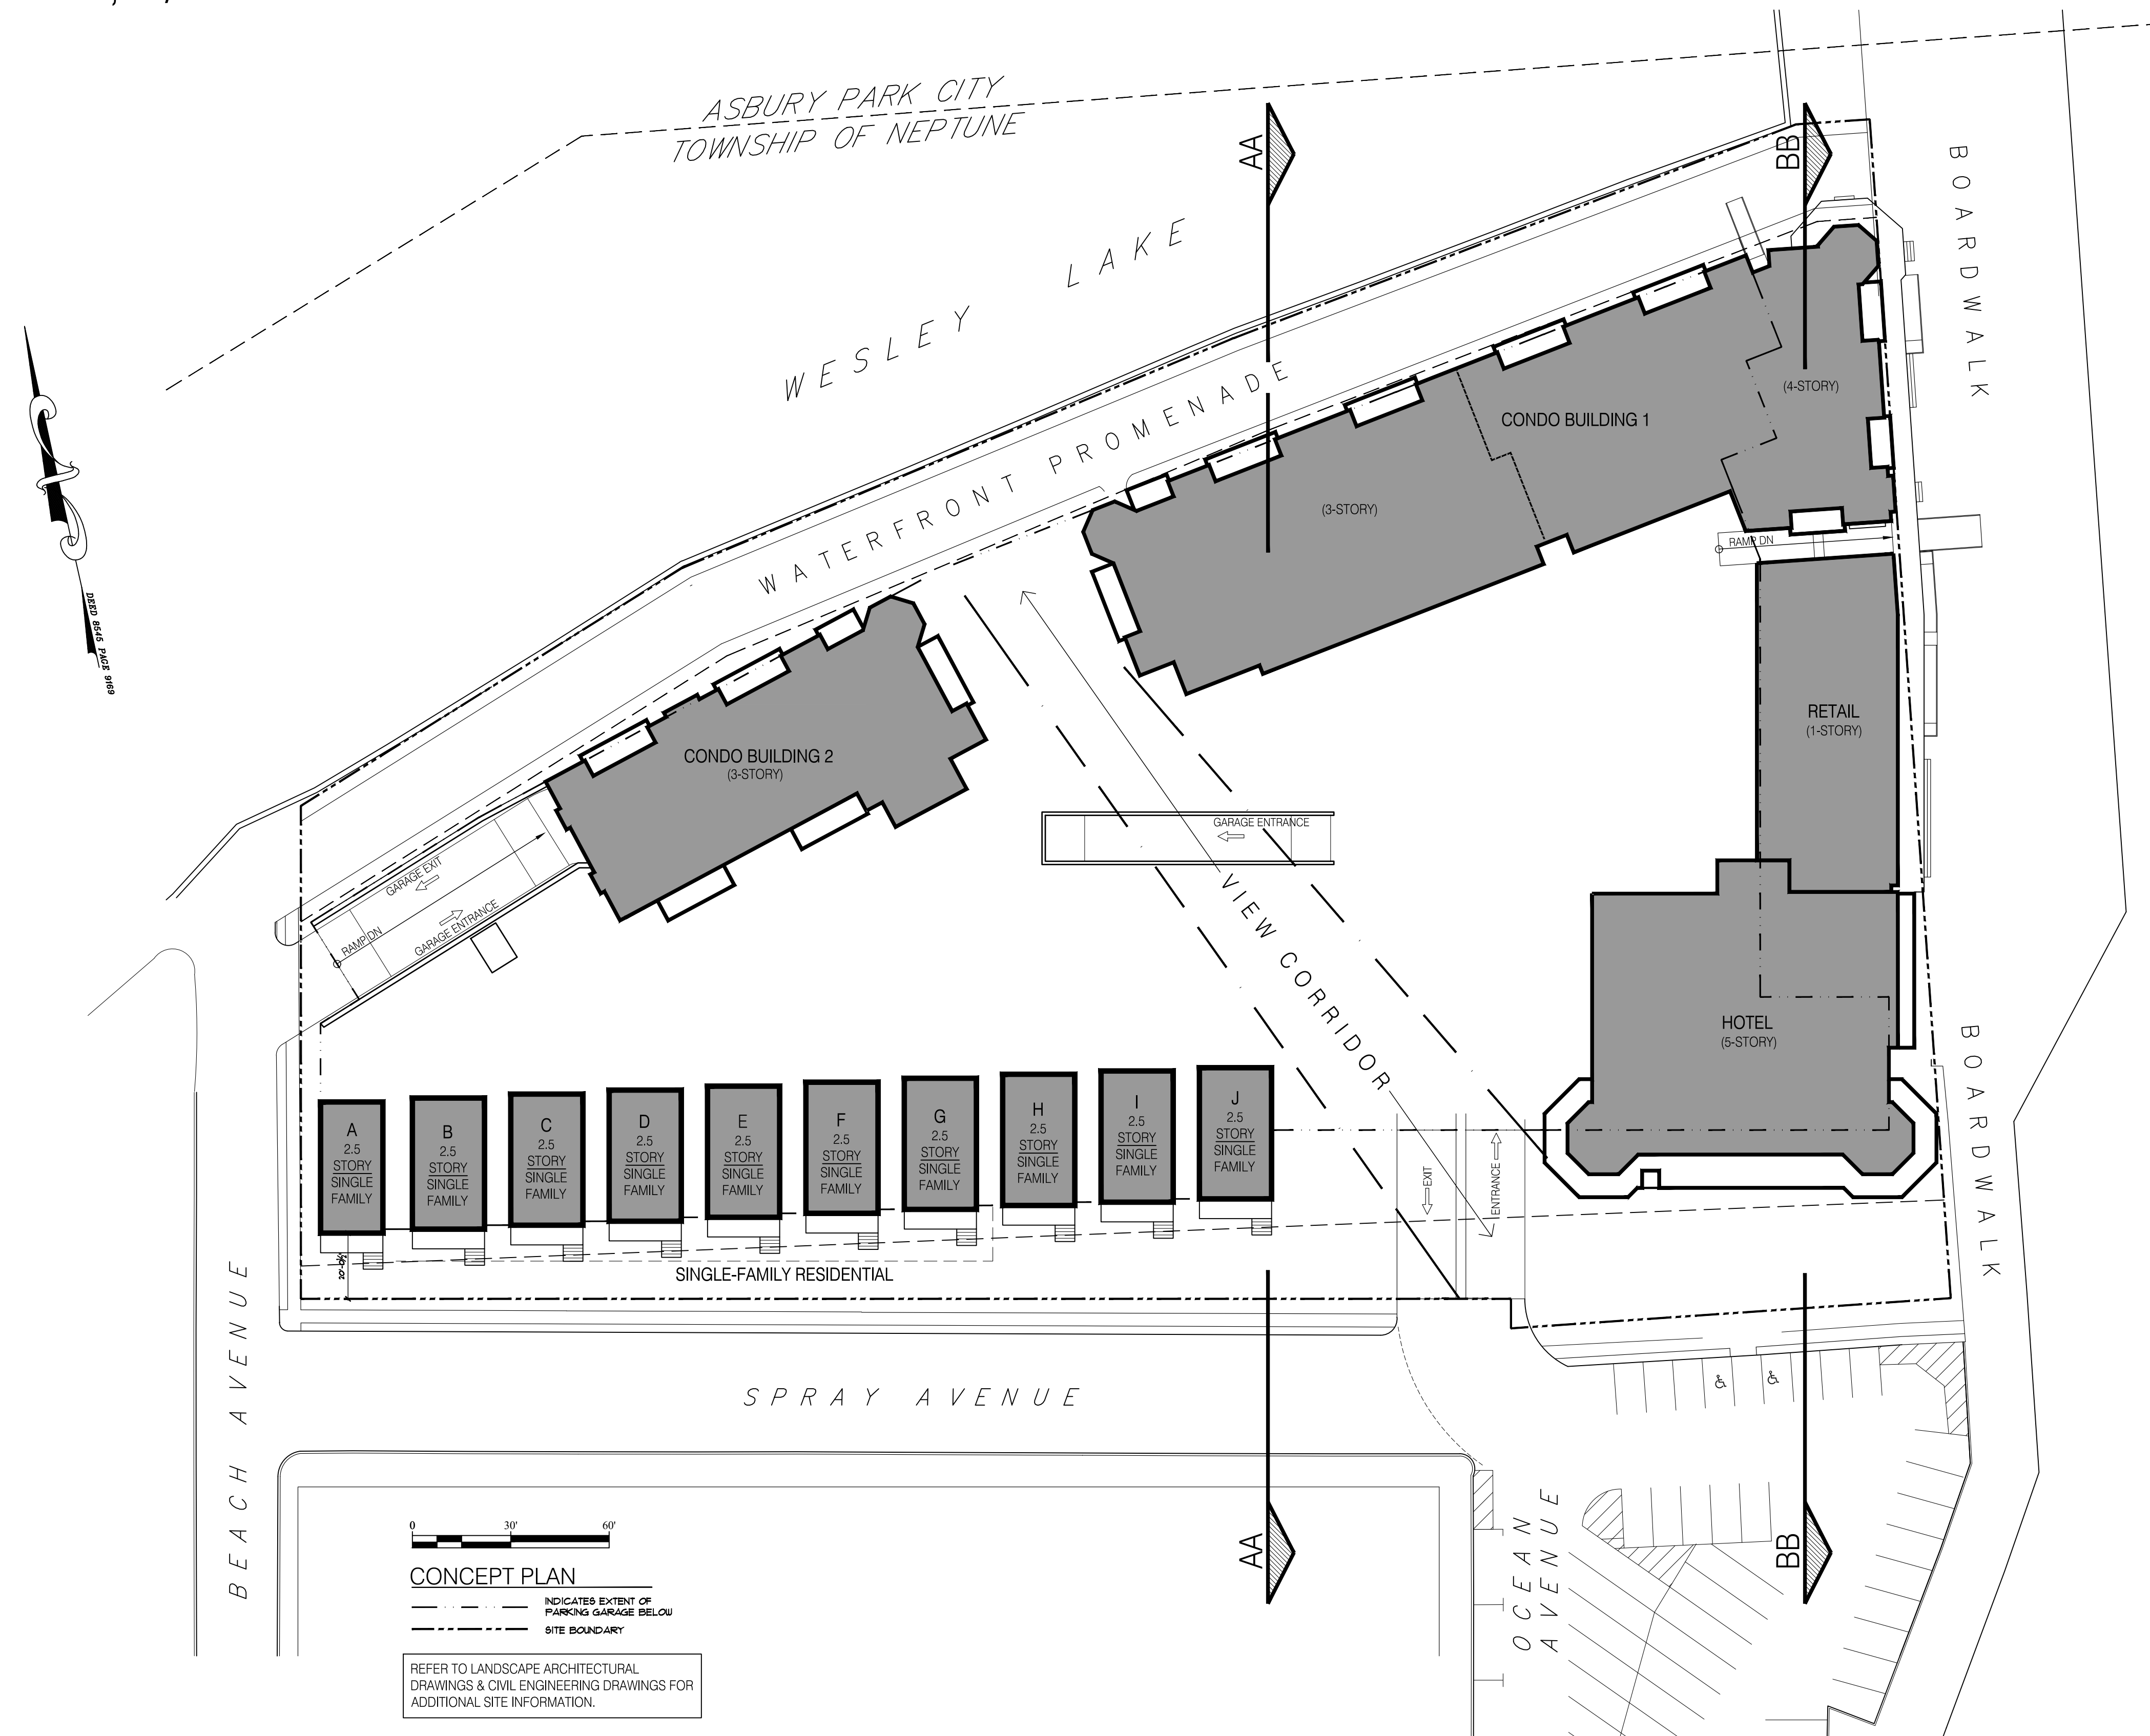 ASBURY PARK CITY
TOWNSHIP OF NEPTUNE
AA
BB
BOARDWALK
WESLEY LAKE
WATERFRONT PROMENADE
(4-STORY)
CONDO BUILDING 1
(3-STORY)
RAMP DN
DEED 8545 PAGE 9169
RETAIL
(1-STORY)
CONDO BUILDING 2
(3-STORY)
GARAGE ENTRANCE
GARAGE EXIT
RAMP DN
GARAGE ENTRANCE
VIEW CORRIDOR
HOTEL
(5-STORY)
BOARDWALK
A
2.5
STORY
SINGLE
FAMILY
B
2.5
STORY
SINGLE
FAMILY
C
2.5
STORY
SINGLE
FAMILY
D
2.5
STORY
SINGLE
FAMILY
E
2.5
STORY
SINGLE
FAMILY
F
2.5
STORY
SINGLE
FAMILY
G
2.5
STORY
SINGLE
FAMILY
H
2.5
STORY
SINGLE
FAMILY
I
2.5
STORY
SINGLE
FAMILY
J
2.5
STORY
SINGLE
FAMILY
EXIT
ENTRANCE
SINGLE-FAMILY RESIDENTIAL
BEACH AVENUE
SPRAY AVENUE
OCEAN
AVENUE
AA
BB
0 30' 60'
CONCEPT PLAN
INDICATES EXTENT OF
PARKING GARAGE BELOW
SITE BOUNDARY
REFER TO LANDSCAPE ARCHITECTURAL
DRAWINGS & CIVIL ENGINEERING DRAWINGS FOR
ADDITIONAL SITE INFORMATION.